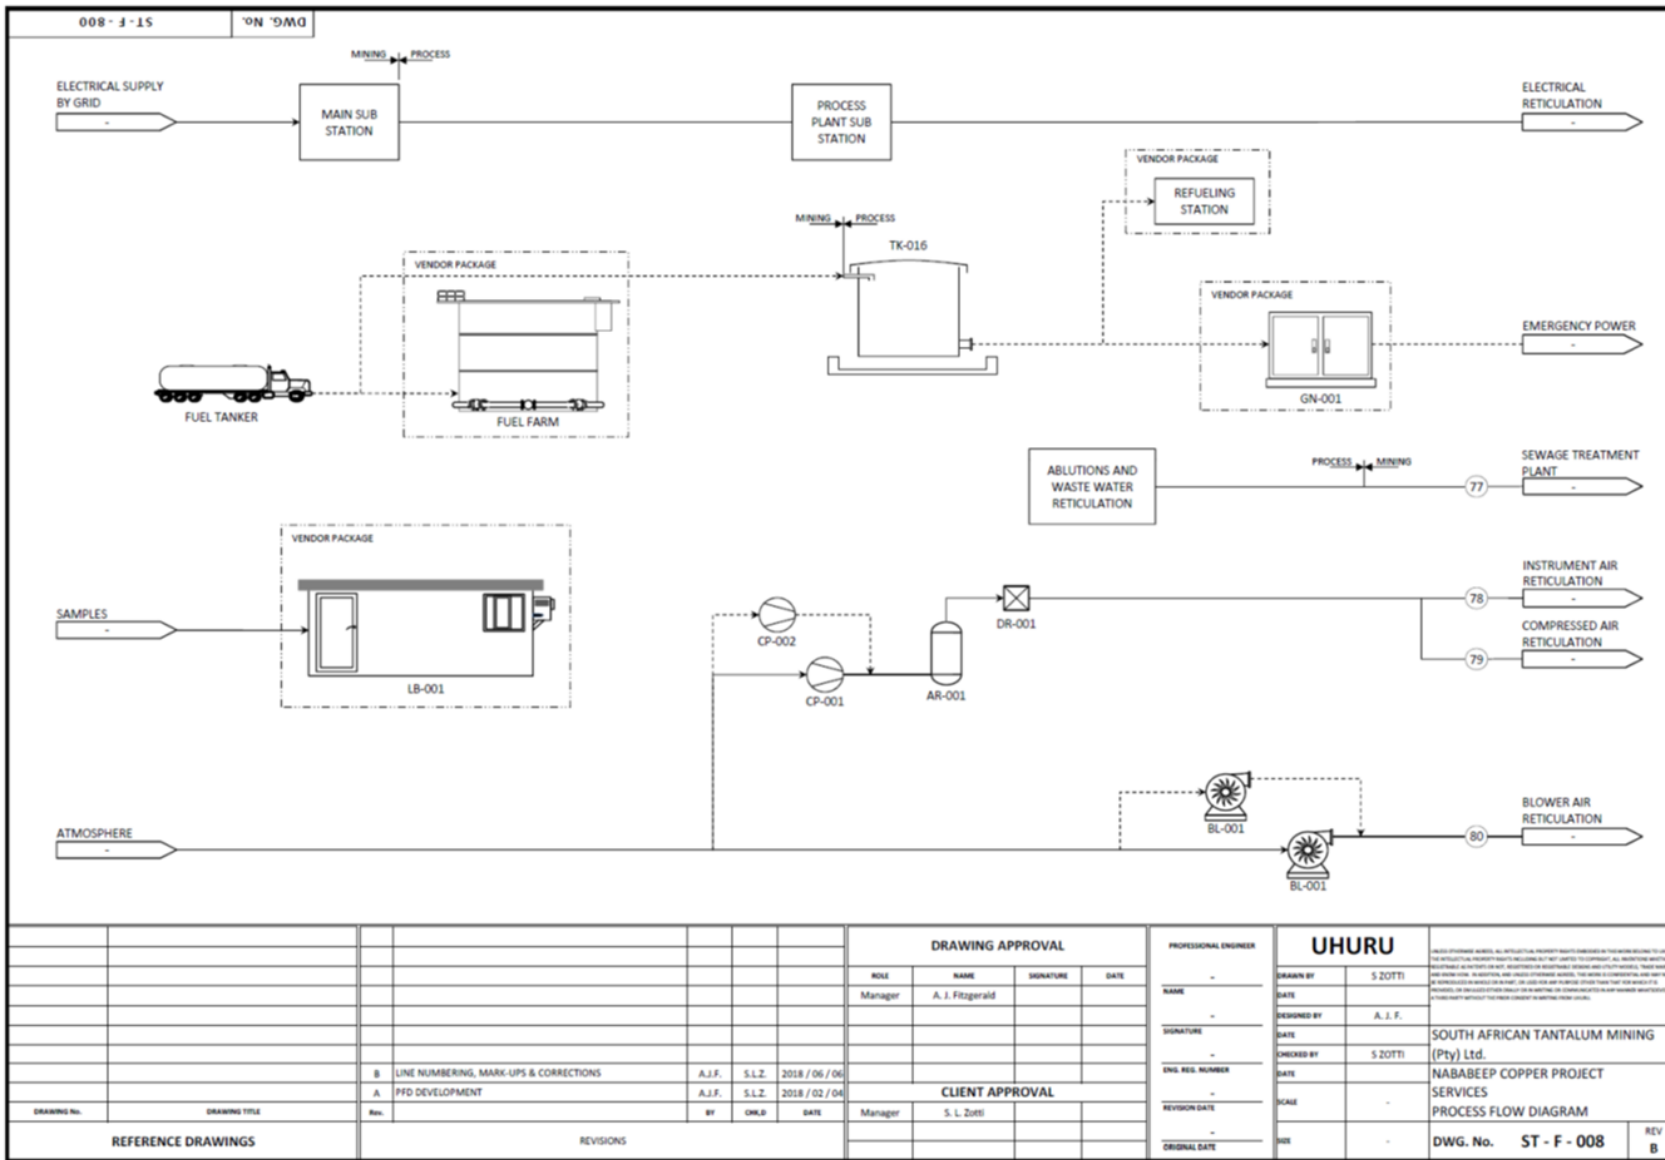 ST - F - 008
DWG. No.
MINING
PROCESS
ELECTRICAL SUPPLY
BY GRID
-
MAIN SUB
STATION
PROCESS
PLANT SUB
STATION
ELECTRICAL
RETICULATION
-
VENDOR PACKAGE
REFUELING
STATION
MINING
PROCESS
TK-016
VENDOR PACKAGE
FUEL TANKER
FUEL FARM
VENDOR PACKAGE
GN-001
EMERGENCY POWER
-
ABLUTIONS AND
WASTE WATER
RETICULATION
PROCESS
MINING
77
SEWAGE TREATMENT
PLANT
-
VENDOR PACKAGE
SAMPLES
-
LB-001
CP-002
CP-001
AR-001
DR-001
78
INSTRUMENT AIR
RETICULATION
-
79
COMPRESSED AIR
RETICULATION
-
ATMOSPHERE
-
BL-001
BL-001
80
BLOWER AIR
RETICULATION
-
DRAWING No.
DRAWING TITLE
REFERENCE DRAWINGS
B LINE NUMBERING, MARK-UPS & CORRECTIONS A.J.F. S.L.Z. 2018 / 06 / 06
A PFD DEVELOPMENT A.J.F. S.L.Z. 2018 / 02 / 04
Rev. BY CHK.D DATE
REVISIONS
DRAWING APPROVAL
ROLE NAME SIGNATURE DATE
Manager A. J. Fitzgerald
CLIENT APPROVAL
Manager S. L. Zotti
PROFESSIONAL ENGINEER
-
NAME
-
SIGNATURE
-
ENG. REG. NUMBER
-
REVISION DATE
-
ORIGINAL DATE
UHURU
DRAWN BY S ZOTTI
DATE
DESIGNED BY A. J. F.
DATE
CHECKED BY S ZOTTI
DATE
SCALE -
SIZE -
SOUTH AFRICAN TANTALUM MINING
(Pty) Ltd.
NABABEEP COPPER PROJECT
SERVICES
PROCESS FLOW DIAGRAM
DWG. No. ST - F - 008
REV
B